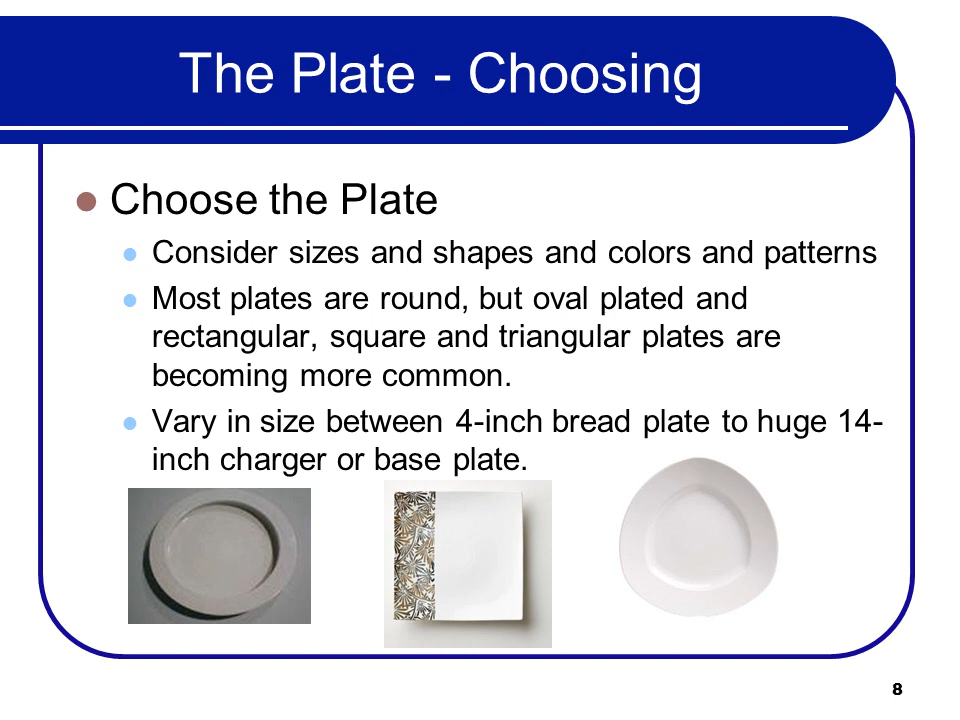 The Plate - Choosing
Choose the Plate
Consider sizes and shapes and colors and patterns
Most plates are round, but oval plated and
rectangular, square and triangular plates are
becoming more common.
Vary in size between 4-inch bread plate to huge 14-
inch charger or base plate.
8